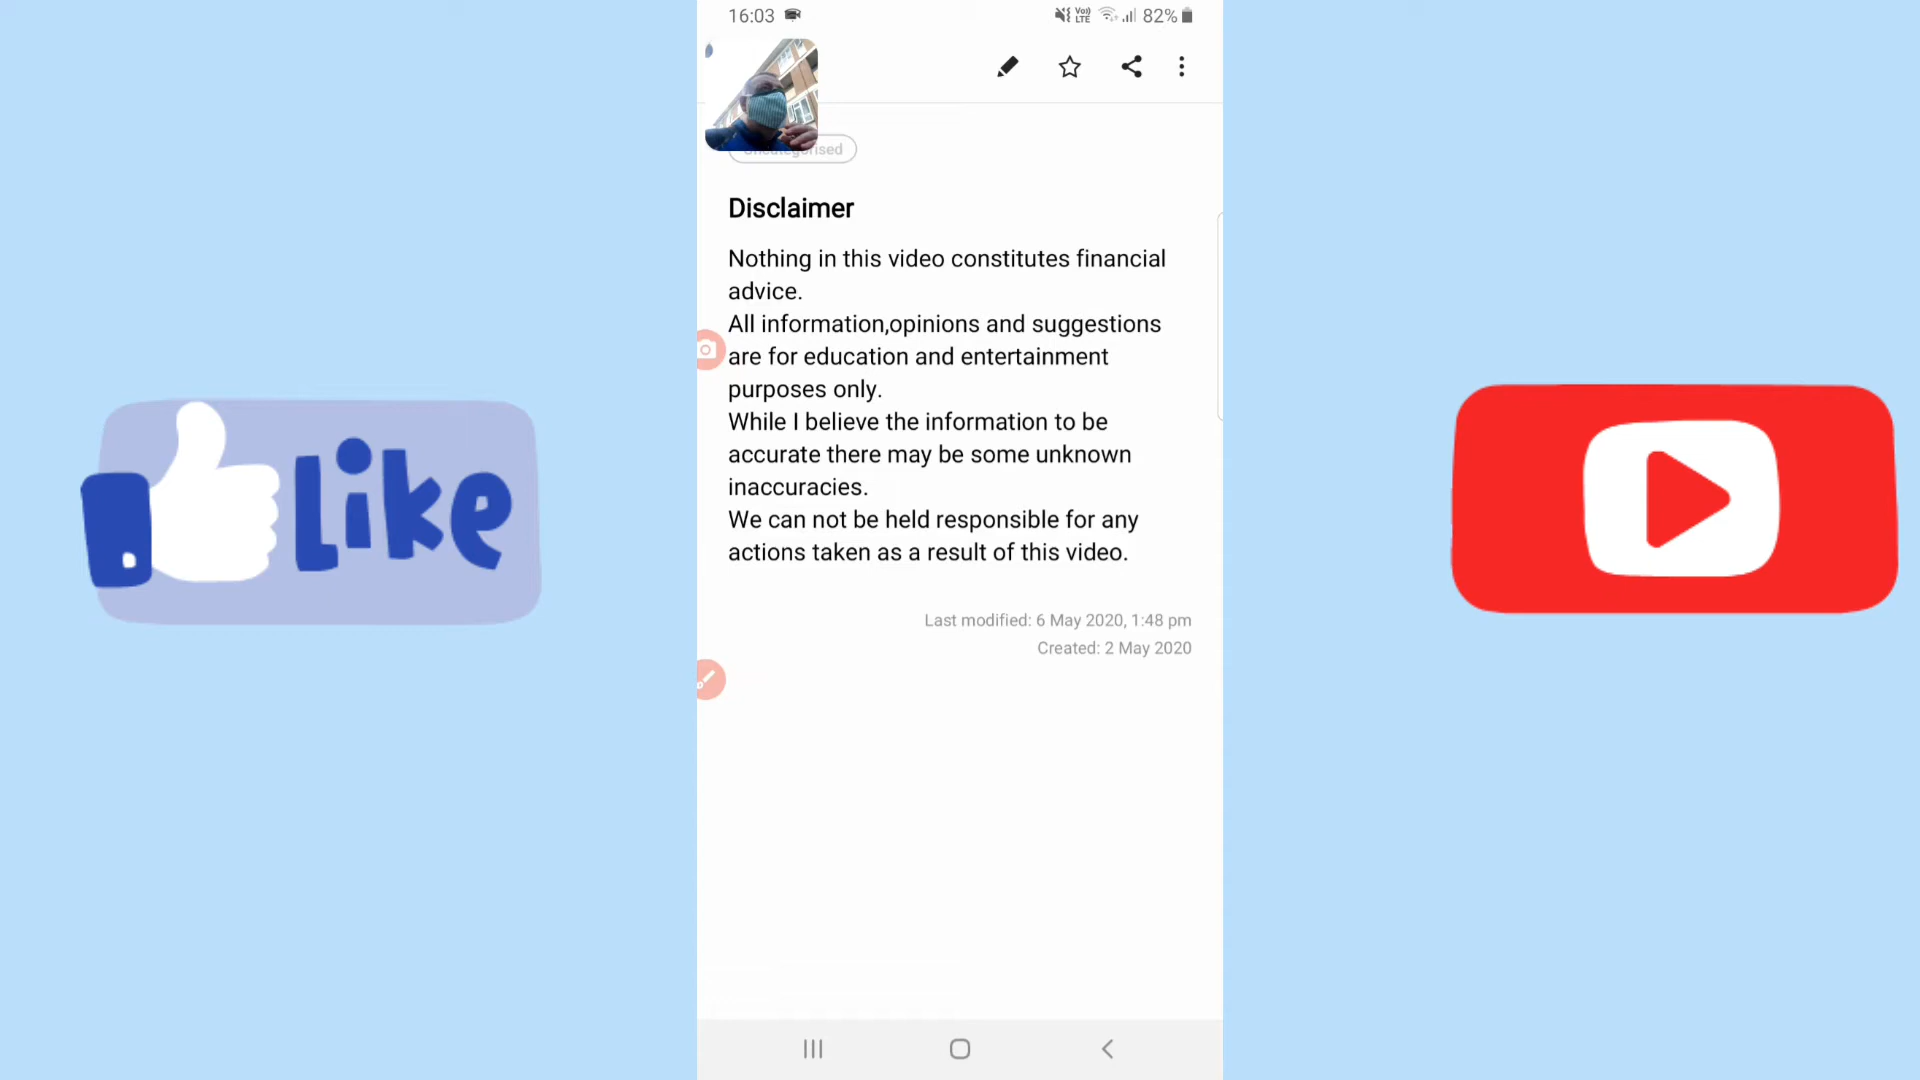 16:03
Vo))
LTE
82%
Uncategorised
Disclaimer
Nothing in this video constitutes financial
advice.
All information,opinions and suggestions
are for education and entertainment
purposes only.
While I believe the information to be
accurate there may be some unknown
inaccuracies.
We can not be held responsible for any
actions taken as a result of this video.
Last modified: 6 May 2020, 1:48 pm
Created: 2 May 2020
like